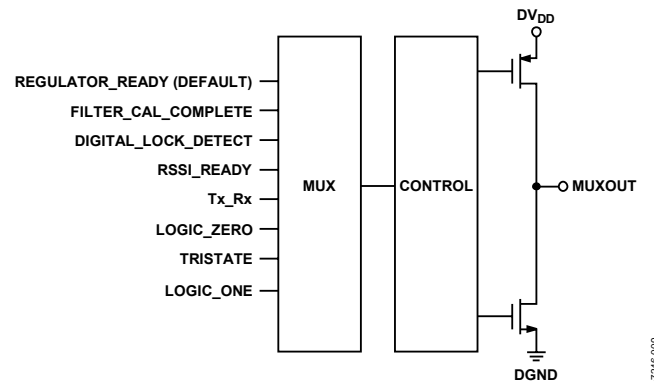 DVDD
REGULATOR_READY (DEFAULT)
FILTER_CAL_COMPLETE
DIGITAL_LOCK_DETECT
RSSI_READY
Tx_Rx
LOGIC_ZERO
TRISTATE
LOGIC_ONE
MUX
CONTROL
MUXOUT
DGND